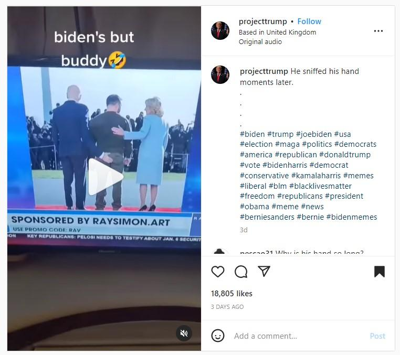 biden's but
buddy🤣
SPONSORED BY RAYSIMON.ART
USE PROMO CODE: RAY
KEY REPUBLICANS: PELOSI NEEDS TO TESTIFY ABOUT JAN. 6 SECURIT
projecttrump • Follow
Based in United Kingdom
Original audio
projecttrump He sniffed his hand
moments later.
.
.
.
.
.
#biden #trump #joebiden #usa
#election #maga #politics #democrats
#america #republican #donaldtrump
#vote #bidenharris #democrat
#conservative #kamalaharris #memes
#liberal #blm #blacklivesmatter
#freedom #republicans #president
#obama #meme #news
#berniesanders #bernie #bidenmemes
3d
Why is his hand so long?
18,805 likes
3 DAYS AGO
Add a comment...
Post